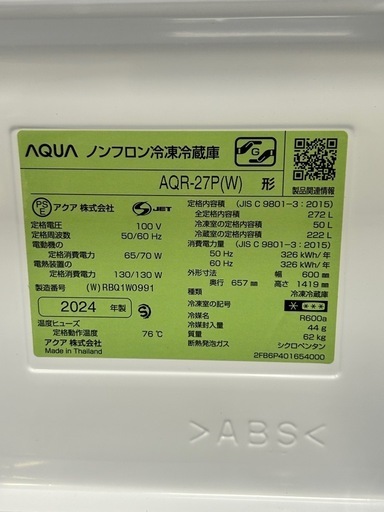 AQUA ノンフロン冷凍冷蔵庫
AQR-27P(W) 形
製品関連情報
PS E アクア 株式会社 S-JET
定格電圧 100 V
定格周波数 50/60 Hz
電動機の
定格消費電力 65/70 W
電熱装置の
定格消費電力 130/130 W
製造番号 (W)RBQ1W0991
2024 年製
温度ヒューズ
定格動作温度 76℃
アクア 株式会社
Made in Thailand
定格内容積 (JIS C 9801-3:2015)
全定格内容積 272 L
冷凍室の定格内容積 50 L
冷蔵室の定格内容積 222 L
消費電力量 (JIS C 9801-3:2015)
50 Hz 326 kWh/年
60 Hz 326 kWh/年
外形寸法 幅 600 mm
奥行 657 mm 高さ 1419 mm
種類 冷凍冷蔵庫
冷凍室の記号
冷媒名 R600a
冷媒封入量 44 g
質量 62 kg
断熱発泡ガス シクロペンタン
2FB6P401654000
>ABS<